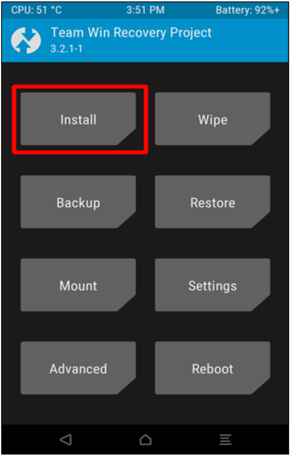 CPU: 51 °C 3:51 PM Battery: 92%+
Team Win Recovery Project
3.2.1-1
Install Wipe
Backup Restore
Mount Settings
Advanced Reboot